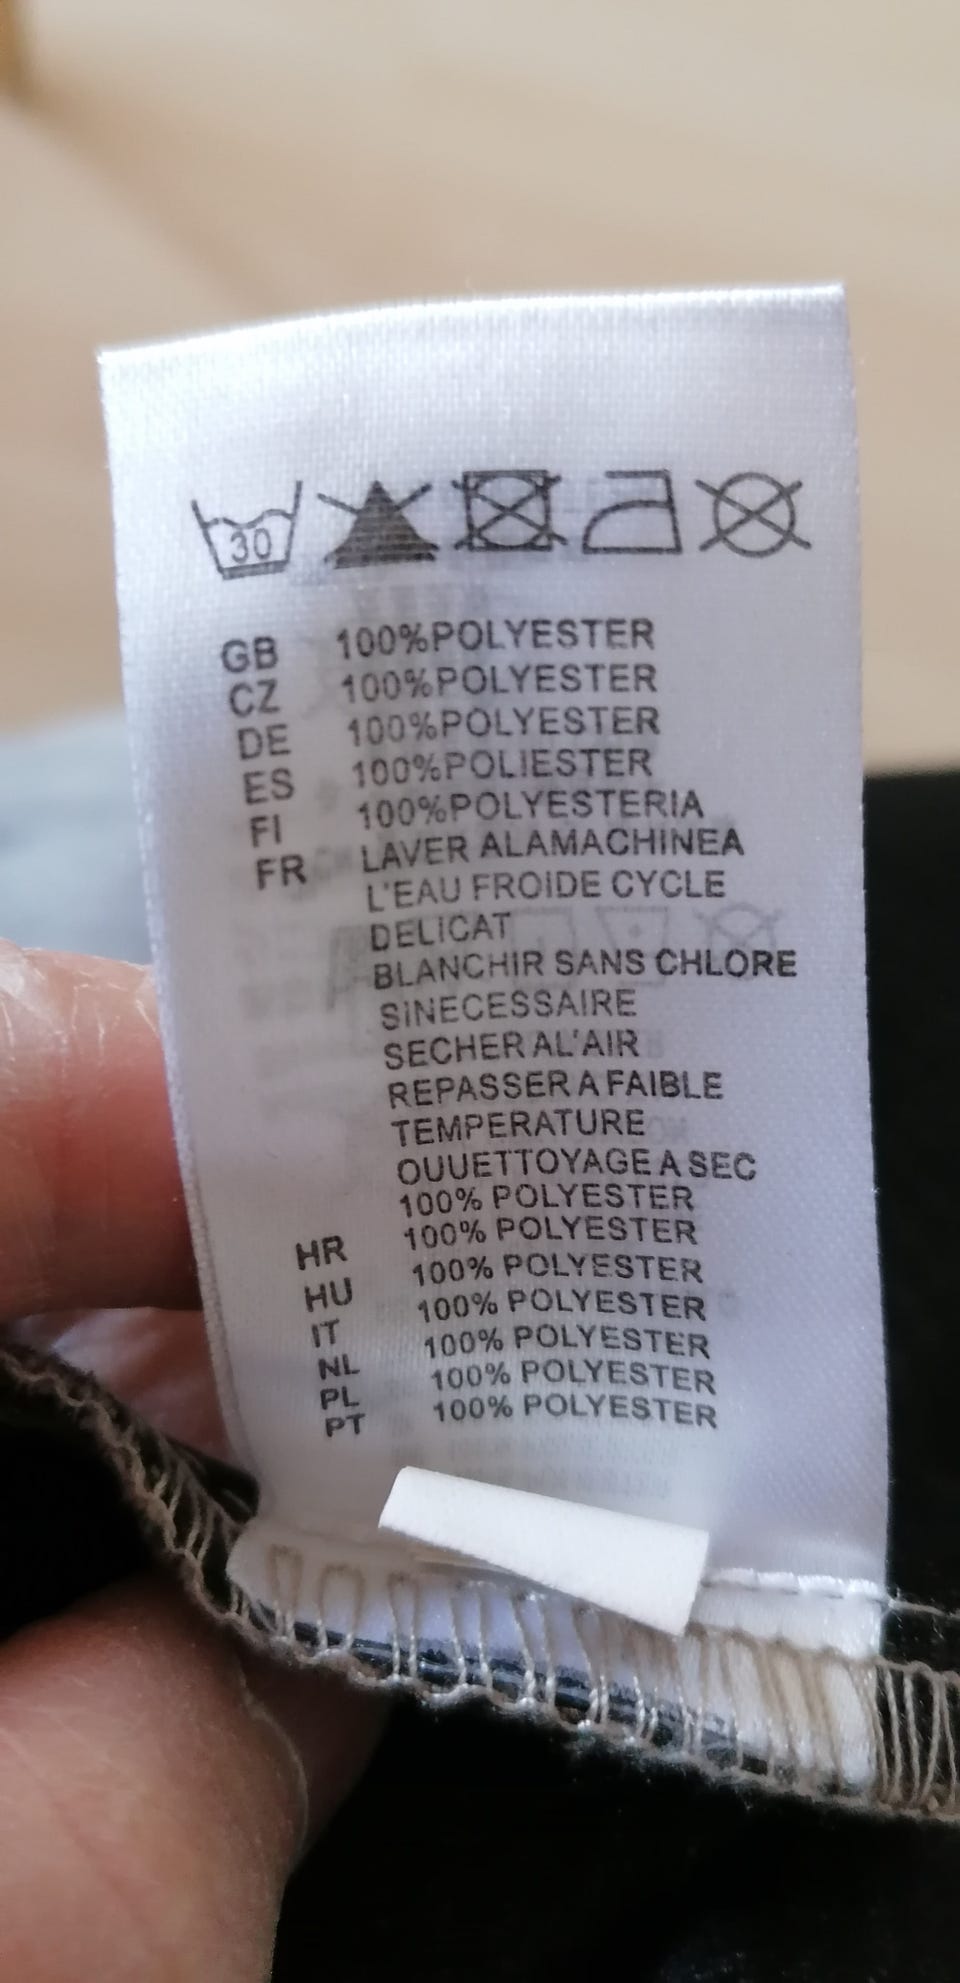 30
GB 100%POLYESTER
CZ 100%POLYESTER
DE 100%POLYESTER
ES 100%POLIESTER
FI 100%POLYESTERIA
FR LAVER ALAMACHINEA
L'EAU FROIDE CYCLE
DELICAT
BLANCHIR SANS CHLORE
SINECESSAIRE
SECHER AL'AIR
REPASSER A FAIBLE
TEMPERATURE
OUUETTOYAGE A SEC
100% POLYESTER
HR 100% POLYESTER
HU 100% POLYESTER
IT 100% POLYESTER
NL 100% POLYESTER
PL 100% POLYESTER
PT 100% POLYESTER